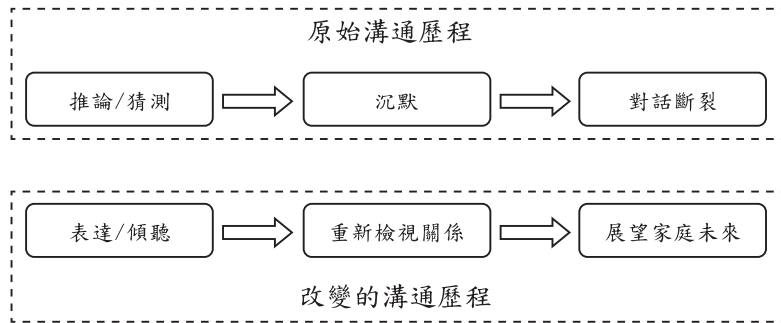 原始溝通歷程
推論/猜測
沉默
對話斷裂
表達/傾聽
重新檢視關係
展望家庭未來
改變的溝通歷程